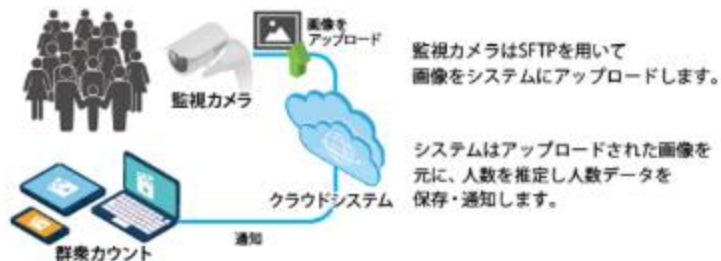 画像を
アップロード
監視カメラ
監視カメラはSFTPを用いて
画像をシステムにアップロードします。
クラウドシステム
システムはアップロードされた画像を
元に、人数を推定し人数データを
保存・通知します。
通知
群衆カウント